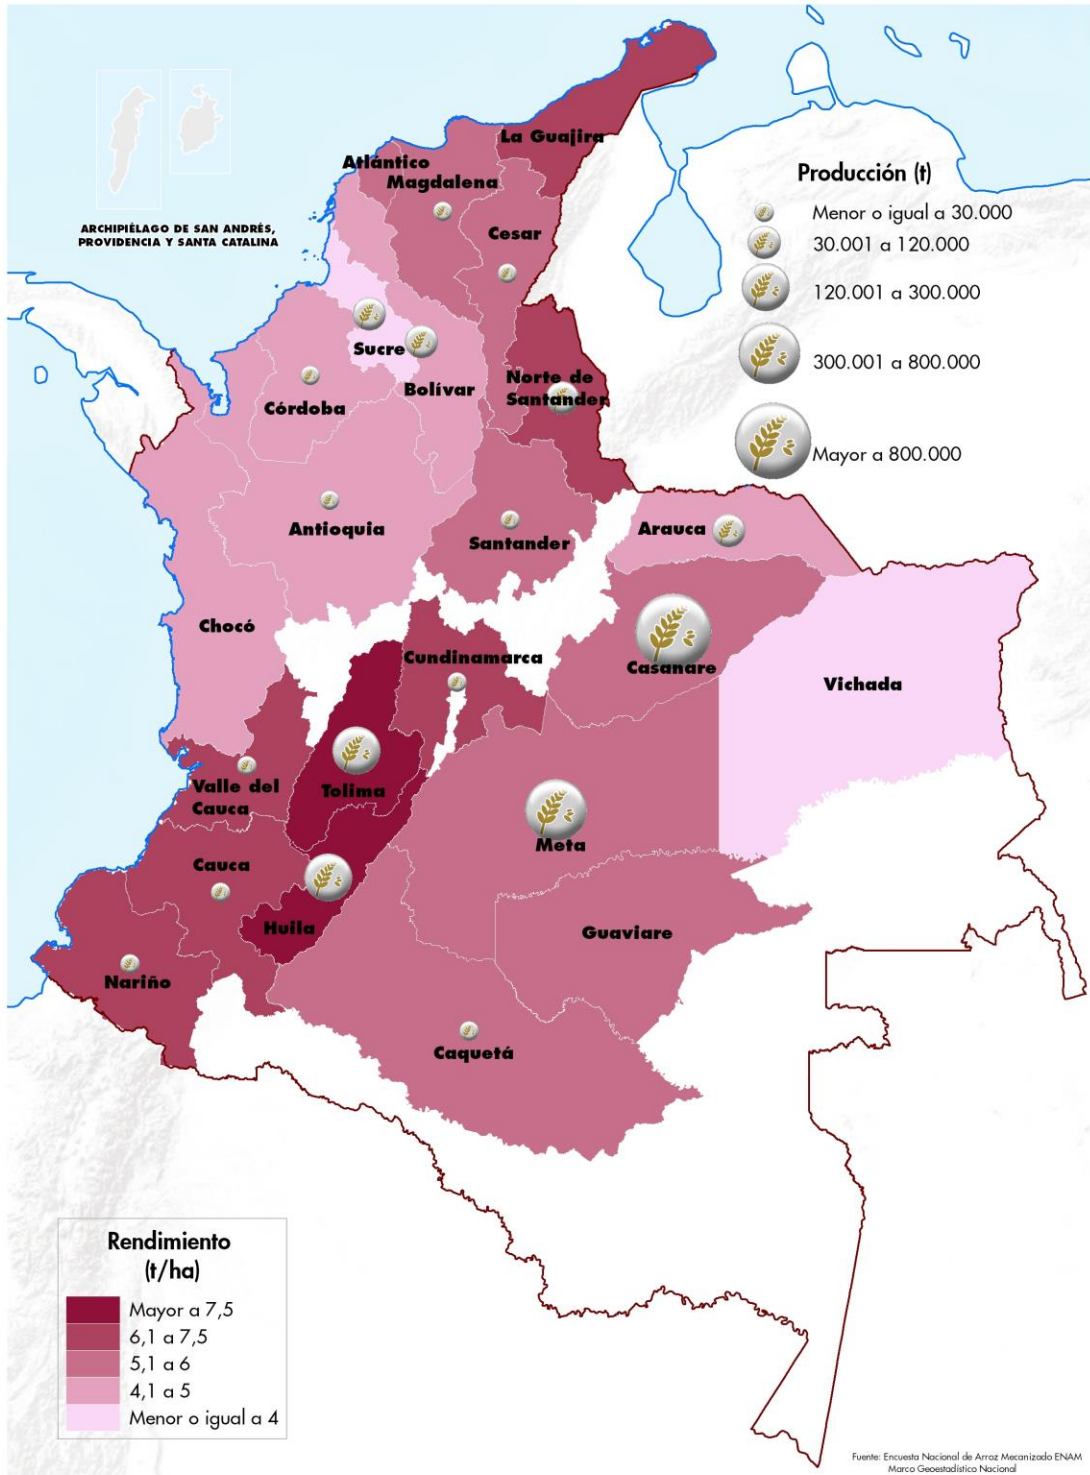 ARCHIPIÉLAGO DE SAN ANDRÉS,
PROVIDENCIA Y SANTA CATALINA
La Guajira
Atlántico
Magdalena
Cesar
Producción (t)
Menor o igual a 30.000
30.001 a 120.000
120.001 a 300.000
300.001 a 800.000
Mayor a 800.000
Sucre
Bolívar
Córdoba
Norte de
Santander
Antioquia
Santander
Arauca
Chocó
Cundinamarca
Casanare
Vichada
Valle del
Cauca
Tolima
Meta
Cauca
Huila
Guaviare
Nariño
Caquetá
Rendimiento
(t/ha)
Mayor a 7,5
6,1 a 7,5
5,1 a 6
4,1 a 5
Menor o igual a 4
Fuente: Encuesta Nacional de Arroz Mecanizado ENAM
Marco Geoestadístico Nacional